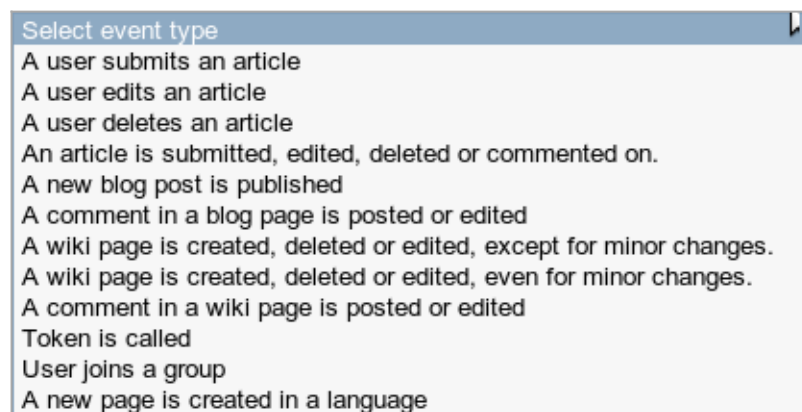 Select event type
A user submits an article
A user edits an article
A user deletes an article
An article is submitted, edited, deleted or commented on.
A new blog post is published
A comment in a blog page is posted or edited
A wiki page is created, deleted or edited, except for minor changes.
A wiki page is created, deleted or edited, even for minor changes.
A comment in a wiki page is posted or edited
Token is called
User joins a group
A new page is created in a language